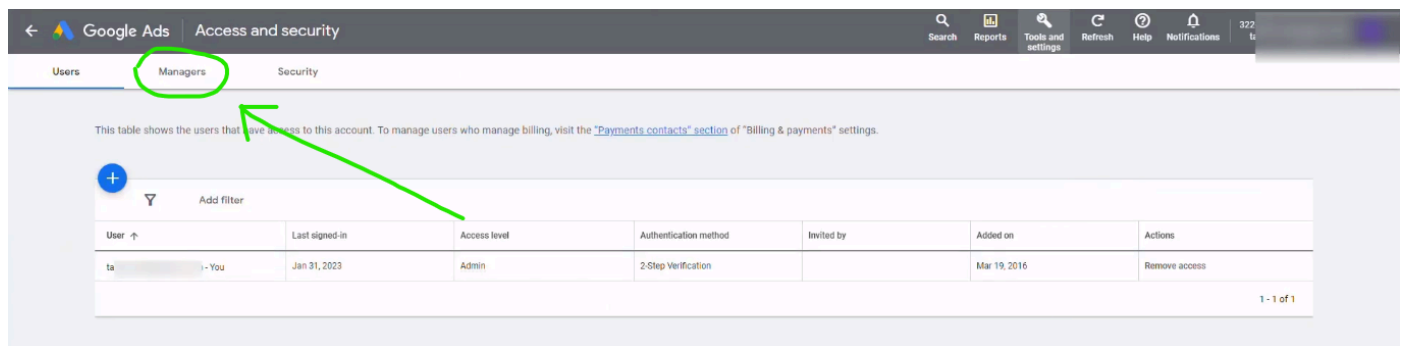 Google Ads Access and security
Search Reports Tools and settings Refresh Help Notifications 322
Users Managers Security
This table shows the users that have access to this account. To manage users who manage billing, visit the "Payments contacts" section of "Billing & payments" settings.
Add filter
User Last signed-in Access level Authentication method Invited by Added on Actions
ta - You Jan 31, 2023 Admin 2-Step Verification Mar 19, 2016 Remove access
1 - 1 of 1